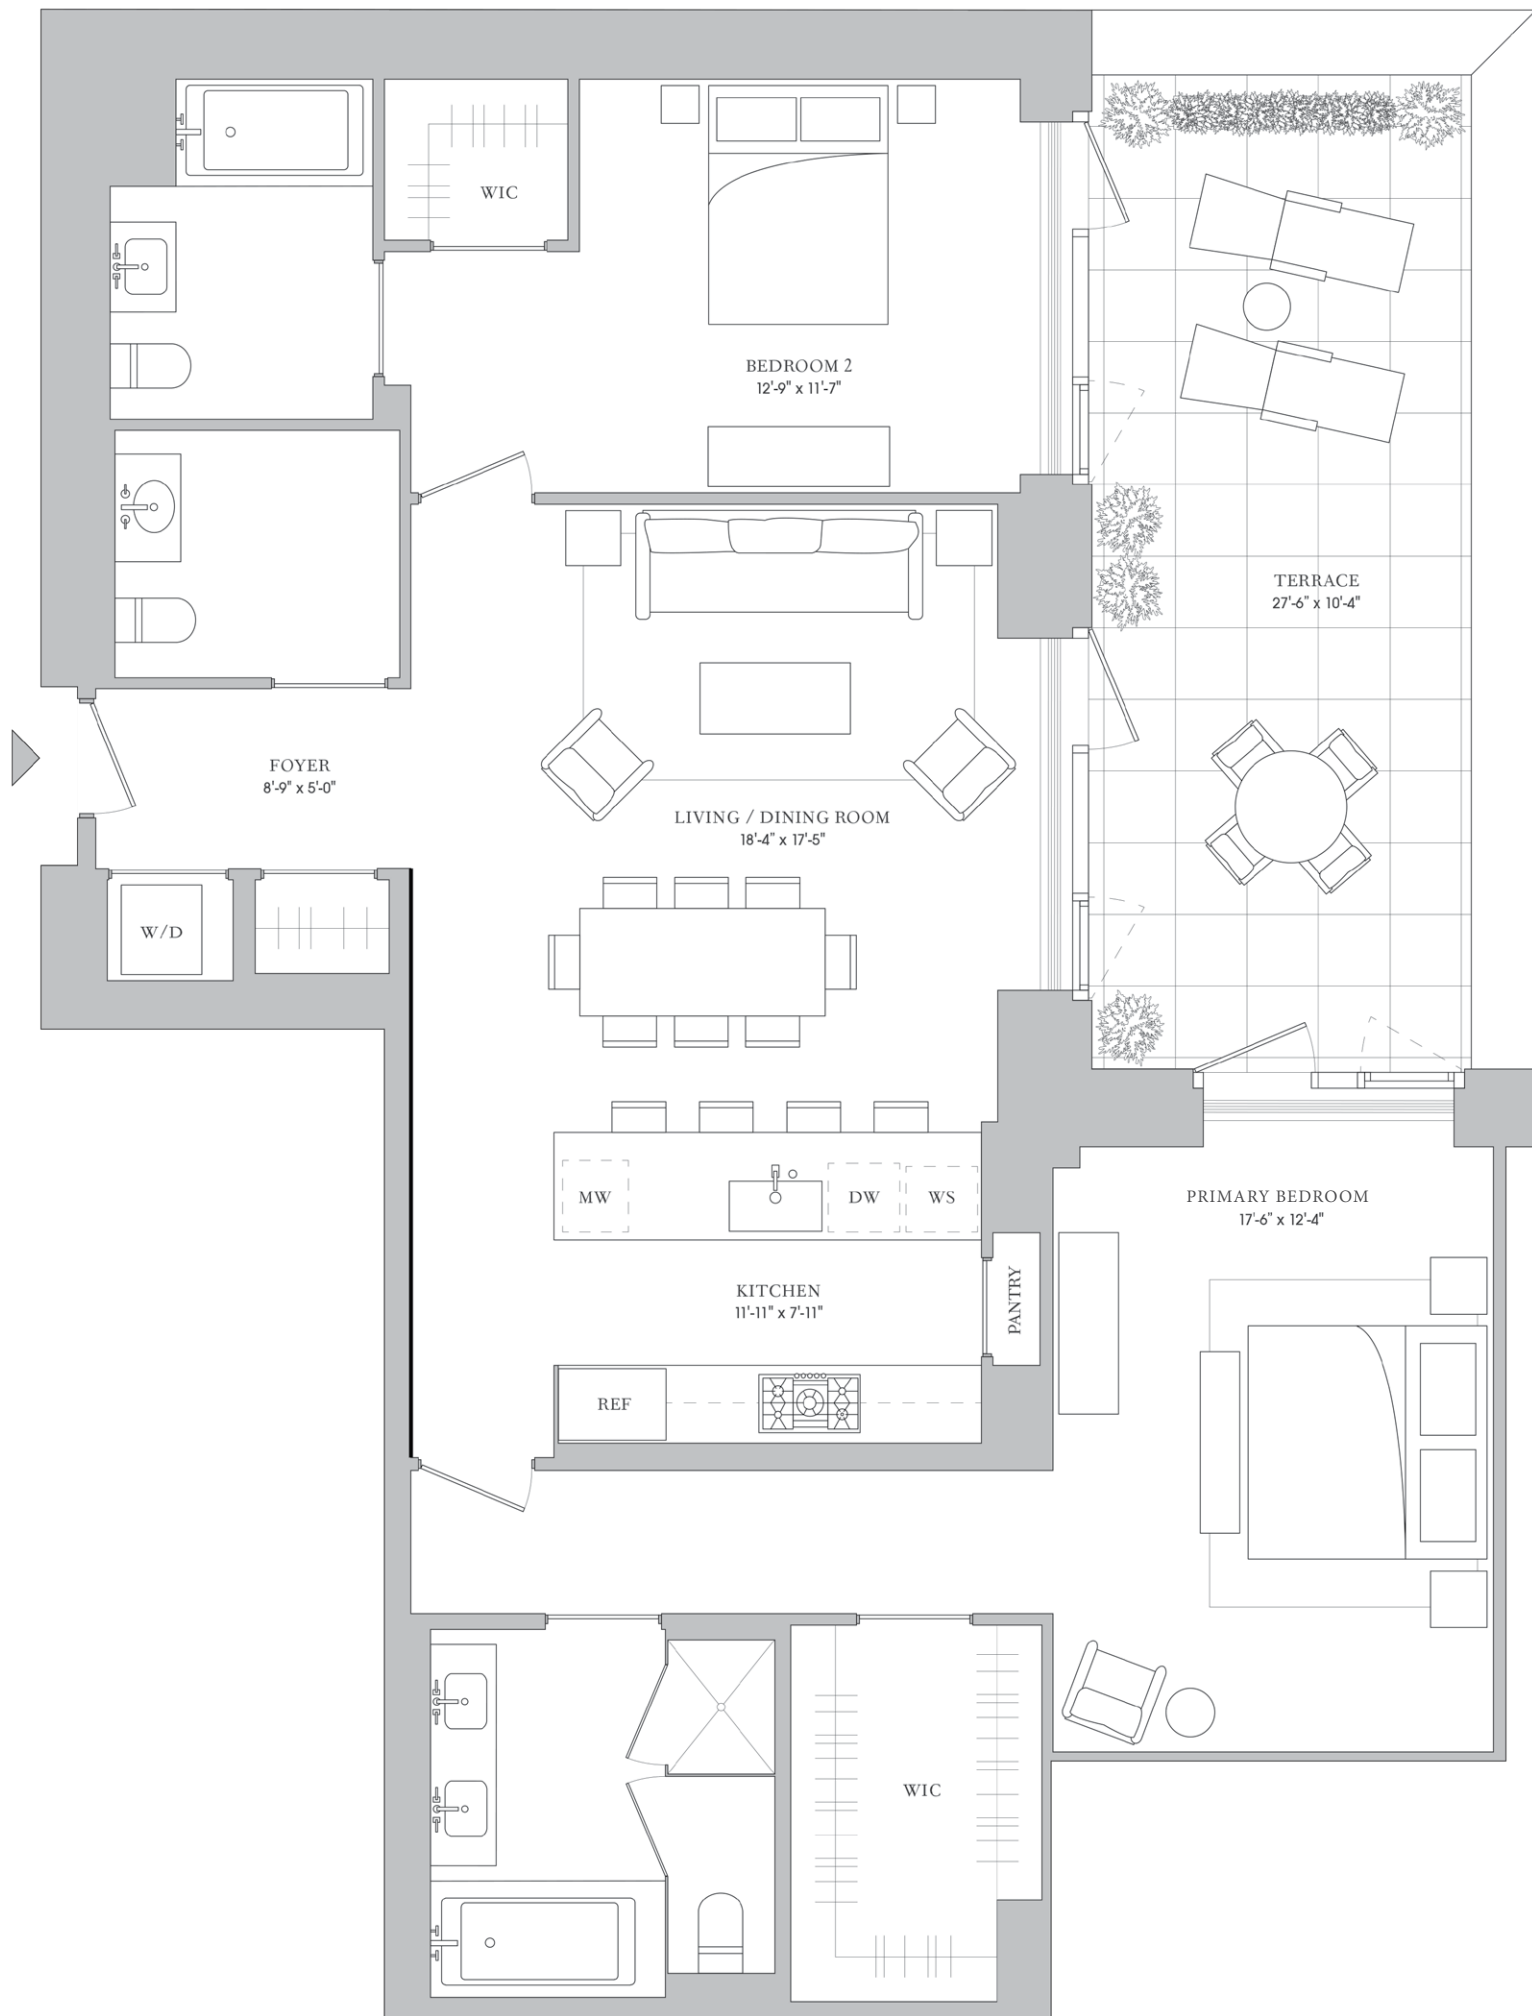 WIC
BEDROOM 2
12'-9" x 11'-7"
TERRACE
27'-6" x 10'-4"
FOYER
8'-9" x 5'-0"
LIVING / DINING ROOM
18'-4" x 17'-5"
W/D
MW
DW
WS
PRIMARY BEDROOM
17'-6" x 12'-4"
KITCHEN
11'-11" x 7'-11"
PANTRY
REF
WIC